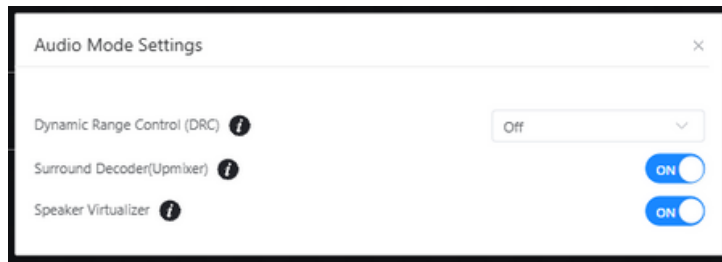 Audio Mode Settings
Dynamic Range Control (DRC) i Off
Surround Decoder(Upmixer) i ON
Speaker Virtualizer i ON